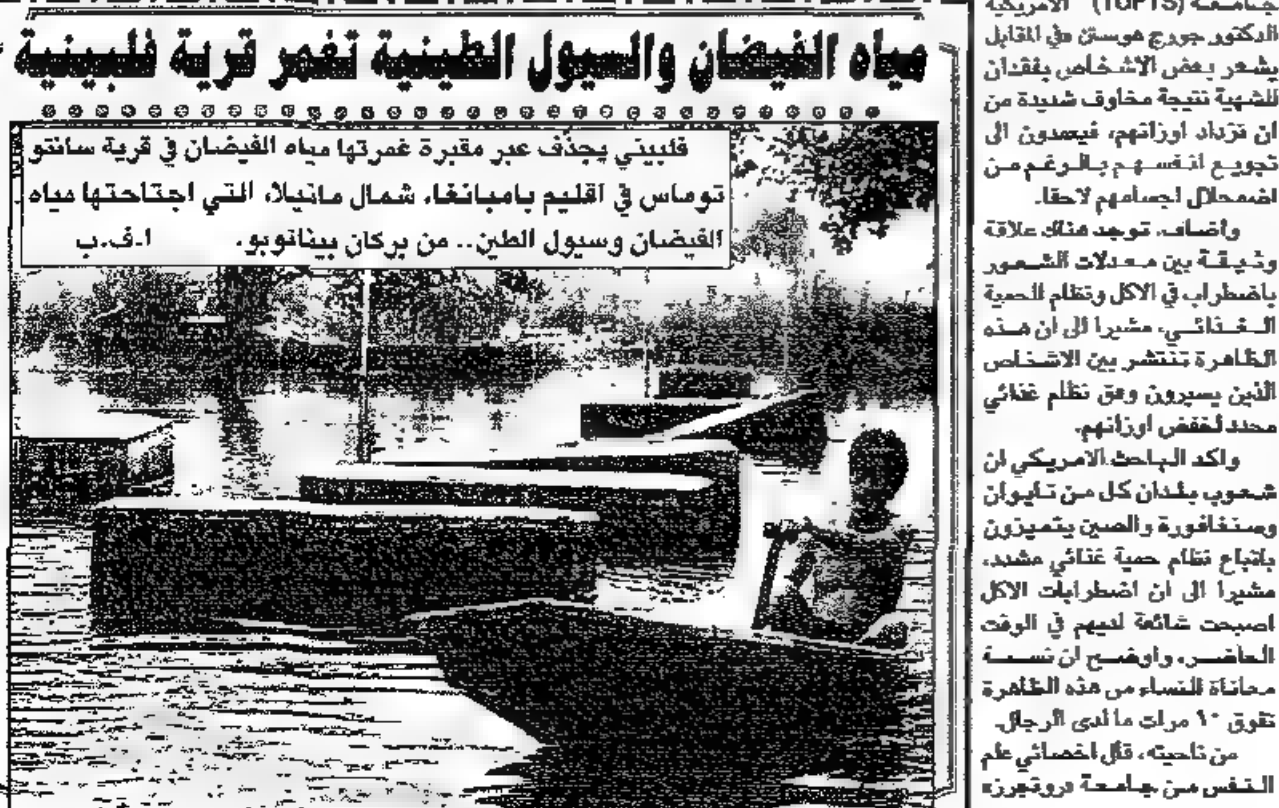 مياه الفيضان والسيول الطينية تغمر قرية فلبينية
فلبيني يجذّف عبر مقبرة غمرتها مياه الفيضان في قرية سانتو
توماس في اقليم بامبانغا، شمال مانيلا، التي اجتاحتها مياه
الفيضان وسيول الطين.. من بركان بيناتوبو. ا.ف.ب
جامعة (TUFTS) الامريكية
الدكتور جورج هوستن في المقابل
يشعر بعض الاشخاص بفقدان
للشهية نتيجة مخاوف شديدة من
ان تزداد اوزانهم، فيعمدون الى
تجويع انفسهم بالرغم من
اضمحلال اجسامهم لاحقا.
واضاف، توجد هناك علاقة
وثيقة بين معدلات الشعور
باضطراب في الاكل ونظام الحمية
الغذائي، مشيرا الى ان هذه
الظاهرة تنتشر بين الاشخاص
الذين يسيرون وفق نظام غذائي
محدد لخفض اوزانهم.
واكد الباحث الامريكي ان
شعوب بلدان كل من تايوان
وسنغافورة والصين يتميزون
باتباع نظام حمية غذائي مشدد،
مشيرا الى ان اضطرابات الاكل
اصبحت شائعة لديهم في الوقت
الحاضر، واوضح ان نسبة
معاناة النساء من هذه الظاهرة
تفوق ١٠ مرات ما لدى الرجال.
من ناحيته، قال اخصائي علم
النفس من جامعة دروتجرز